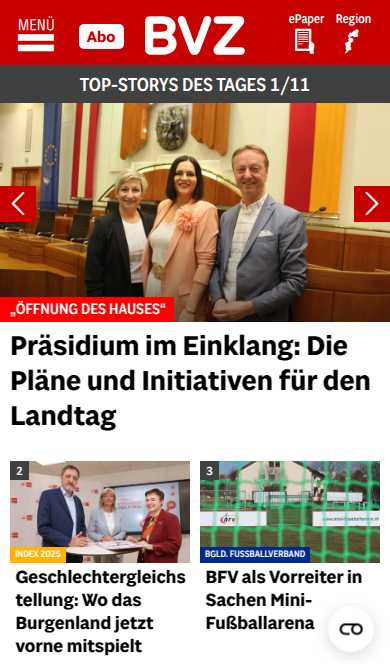 MENÜ
Abo
BVZ
ePaper
Region
TOP-STORYS DES TAGES 1/11
„ÖFFNUNG DES HAUSES“
Präsidium im Einklang: Die
Pläne und Initiativen für den
Landtag
2
INDEX 2025
Geschlechtergleichs
tellung: Wo das
Burgenland jetzt
vorne mitspielt
3
BGLD. FUSSBALLVERBAND
BFV als Vorreiter in
Sachen Mini-
Fußballarena